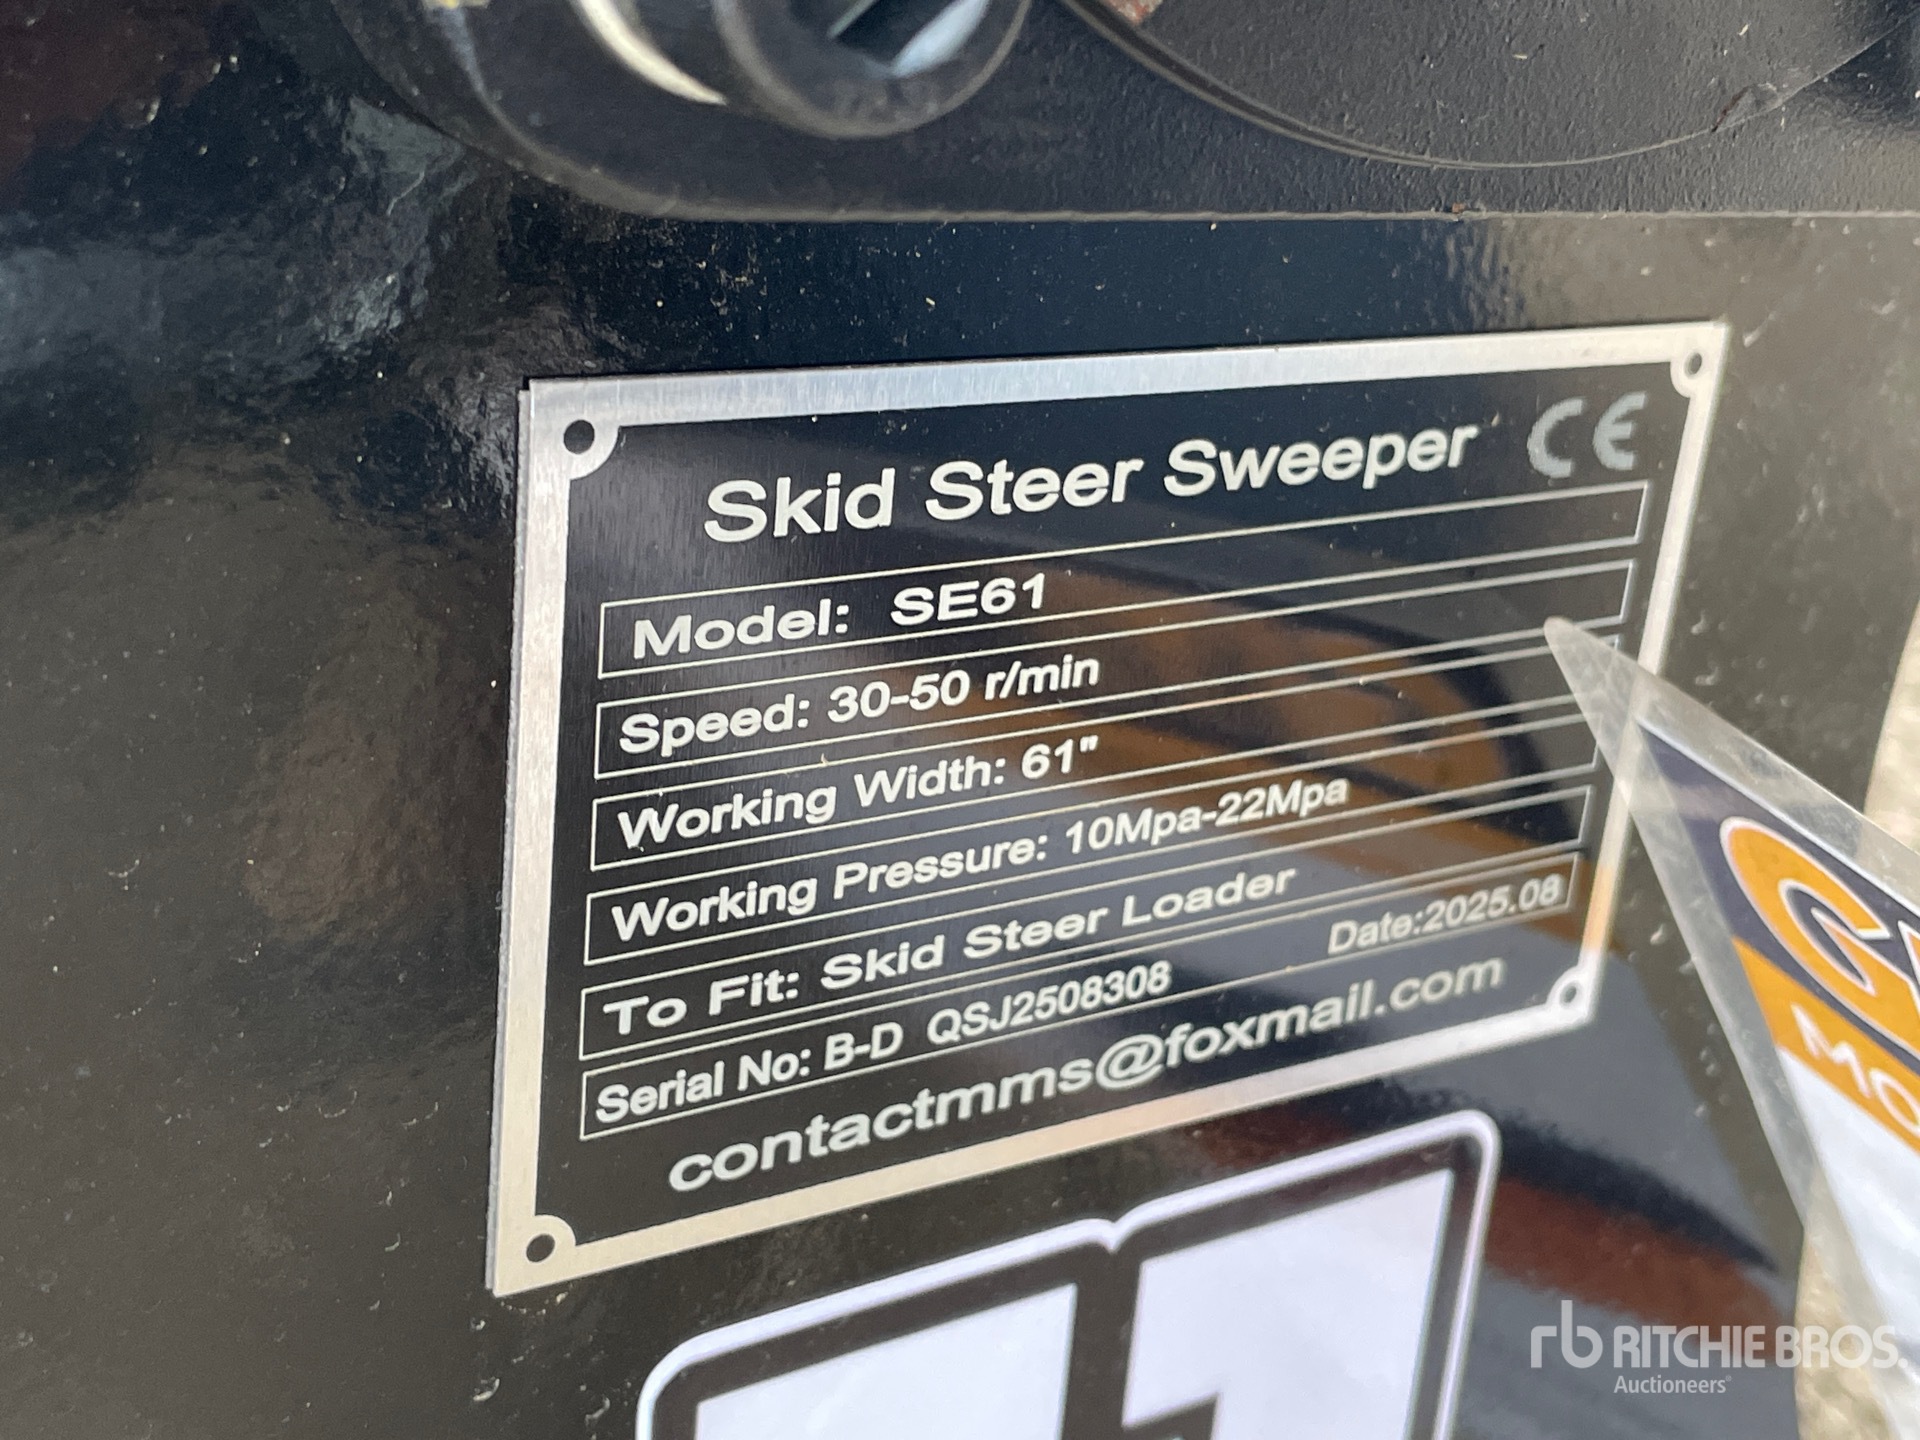 Skid Steer Sweeper CE
Model: SE61
Speed: 30-50 r/min
Working Width: 61"
Working Pressure: 10Mpa-22Mpa
To Fit: Skid Steer Loader
Serial No: B-D QSJ2508308 Date:2025.08
contactmms@foxmail.com
rb RITCHIE BROS.
Auctioneers